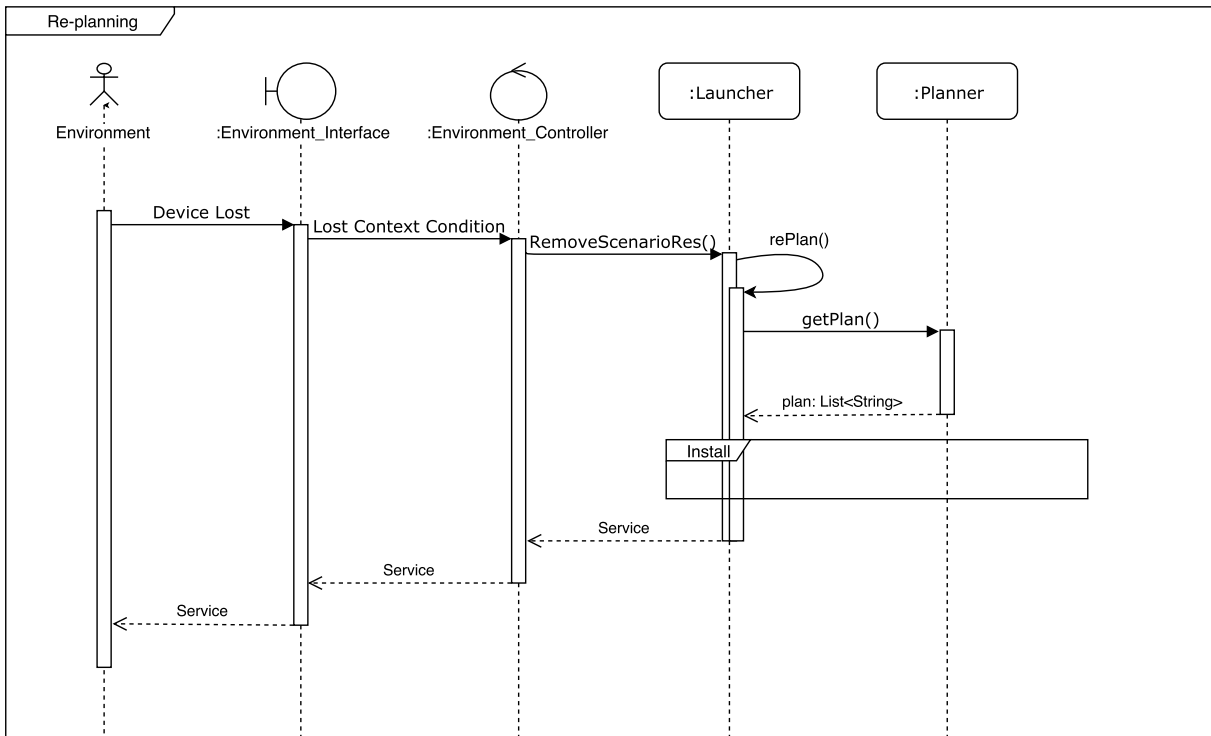 Re-planning
:Launcher
:Planner
Environment
:Environment_Interface
:Environment_Controller
Device Lost
Lost Context Condition
RemoveScenarioRes()
rePlan()
getPlan()
plan: List<String>
Install
Service
Service
Service